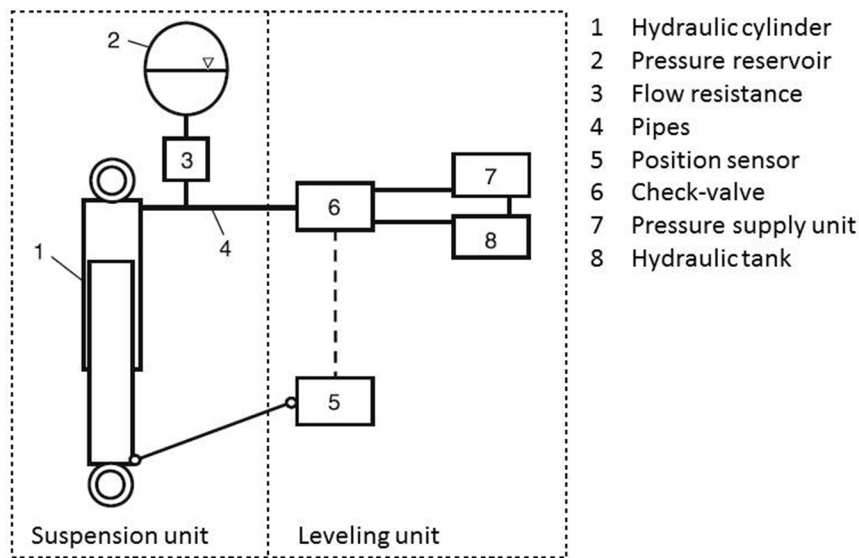 2
3
6
7
8
4
1
5
Suspension unit
Leveling unit
1 Hydraulic cylinder
2 Pressure reservoir
3 Flow resistance
4 Pipes
5 Position sensor
6 Check-valve
7 Pressure supply unit
8 Hydraulic tank